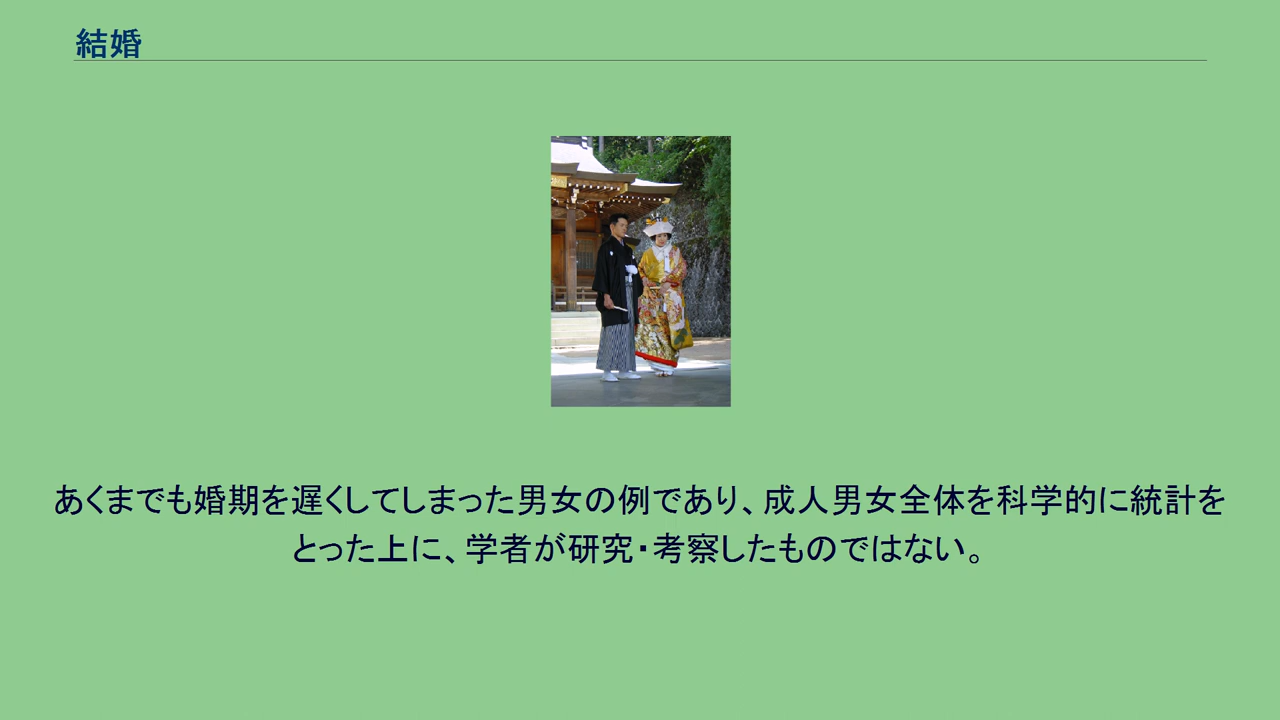 結婚
あくまでも婚期を遅くしてしまった男女の例であり、成人男女全体を科学的に統計を
とった上に、学者が研究・考察したものではない。